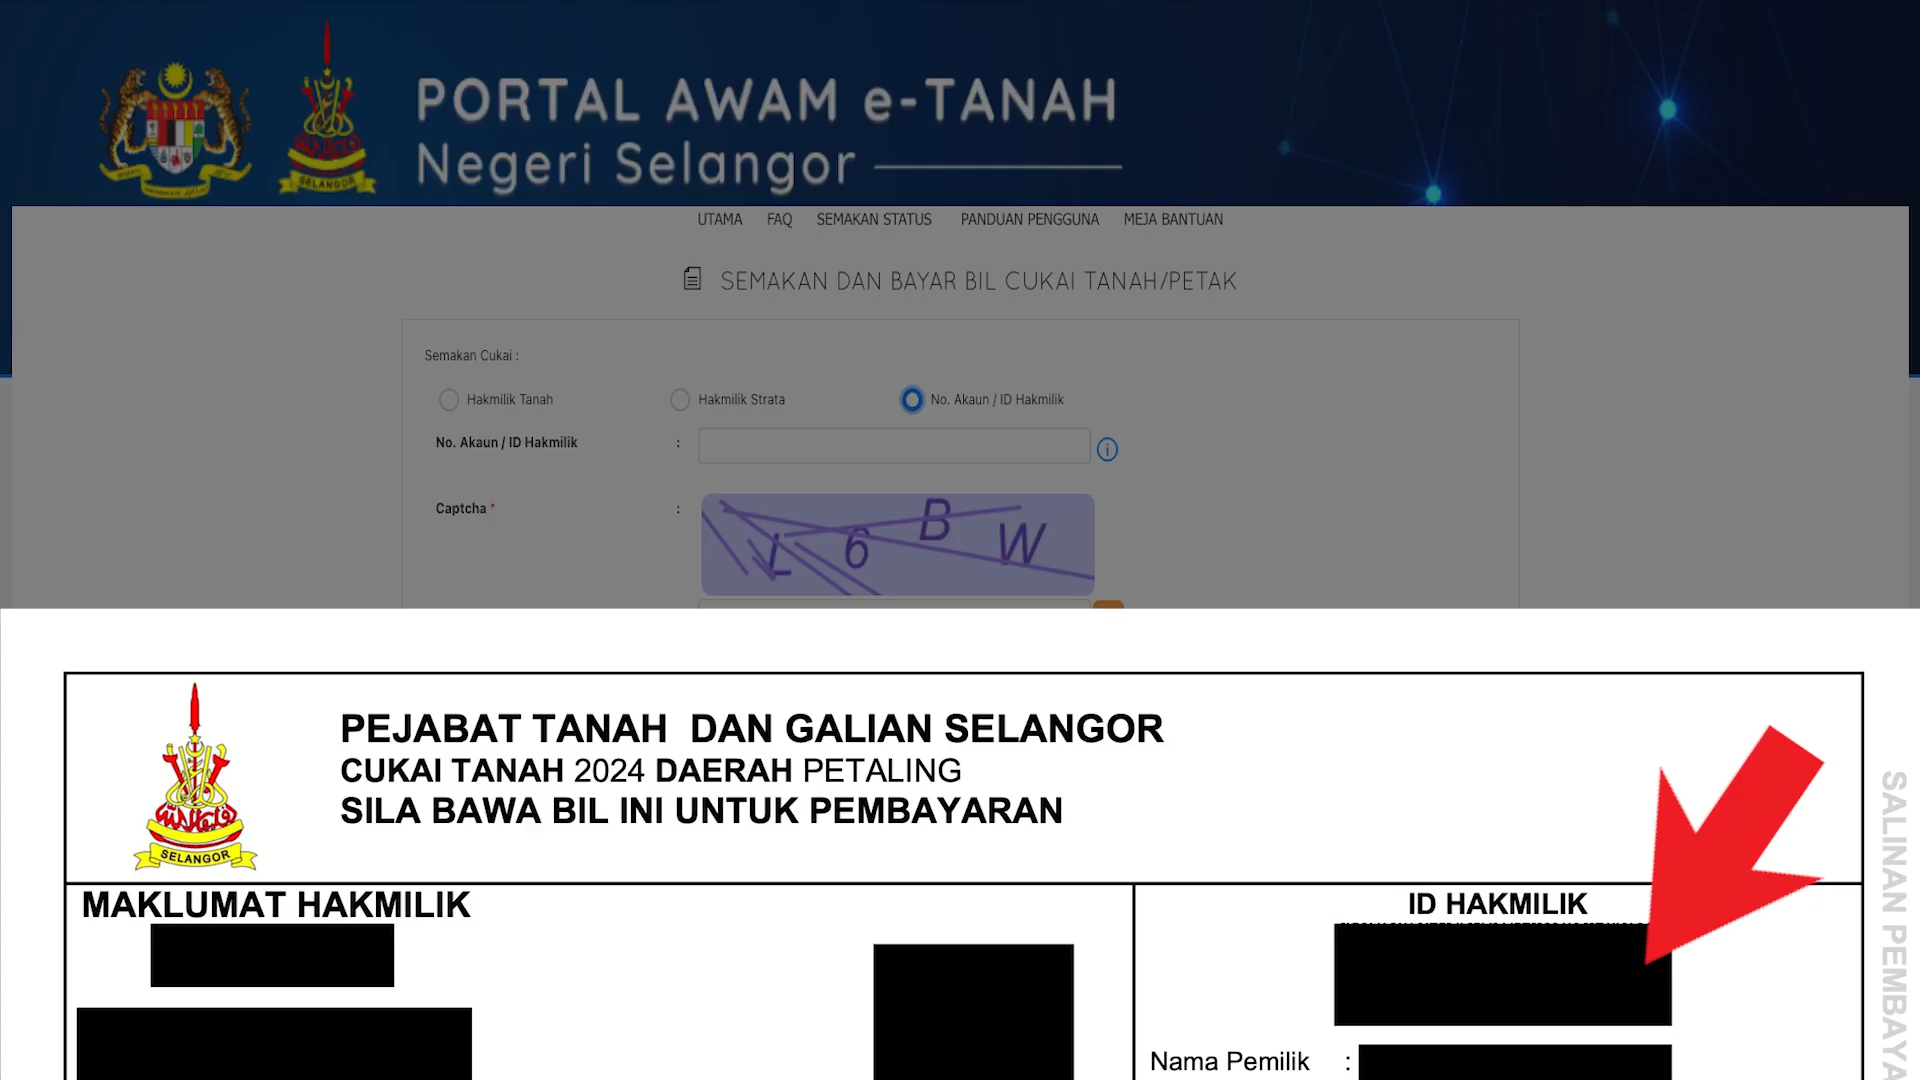 PORTAL AWAM e-TANAH
Negeri Selangor
SELANGOR
UTAMA FAQ SEMAKAN STATUS PANDUAN PENGGUNA MEJA BANTUAN
SEMAKAN DAN BAYAR BIL CUKAI TANAH/PETAK
Semakan Cukai :
Hakmilik Tanah Hakmilik Strata No. Akaun / ID Hakmilik
No. Akaun / ID Hakmilik :
Captcha * :
L 6 B W
PEJABAT TANAH DAN GALIAN SELANGOR
CUKAI TANAH 2024 DAERAH PETALING
SILA BAWA BIL INI UNTUK PEMBAYARAN
SELANGOR
MAKLUMAT HAKMILIK
ID HAKMILIK
Nama Pemilik :
SALINAN PEMBAYA